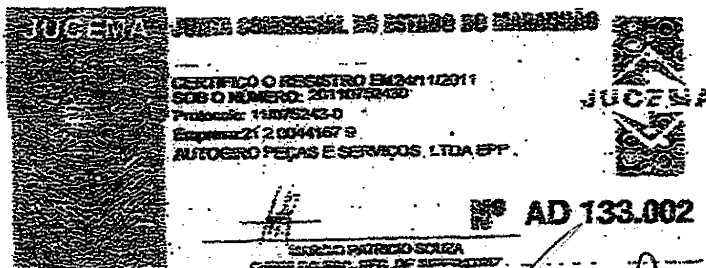 JUCEMA JUNTA COMERCIAL DO ESTADO DO MARANHÃO
CERTIFICO O REGISTRO EM 24/11/2011
SOB O NÚMERO: 20110752430
Protocolo: 11/075243-0
Empresa: 21 2 0044167 9
JUCEMA
AUTOGIRO PEÇAS E SERVIÇOS LTDA EPP
Nº AD 133.002
SERGIO PATRICIO SOUZA